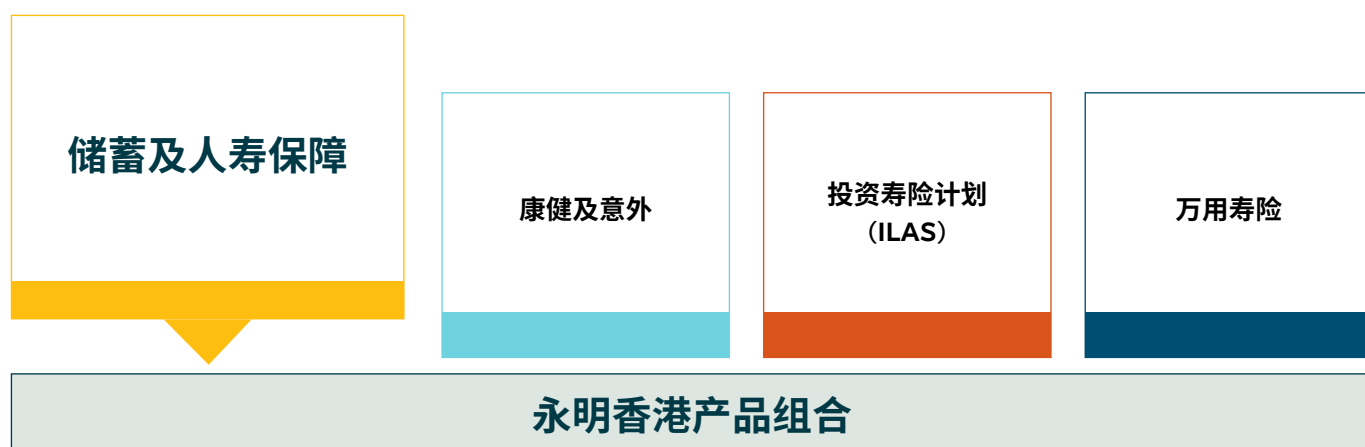 储蓄及人寿保障
康健及意外
投资寿险计划
（ILAS）
万用寿险
永明香港产品组合